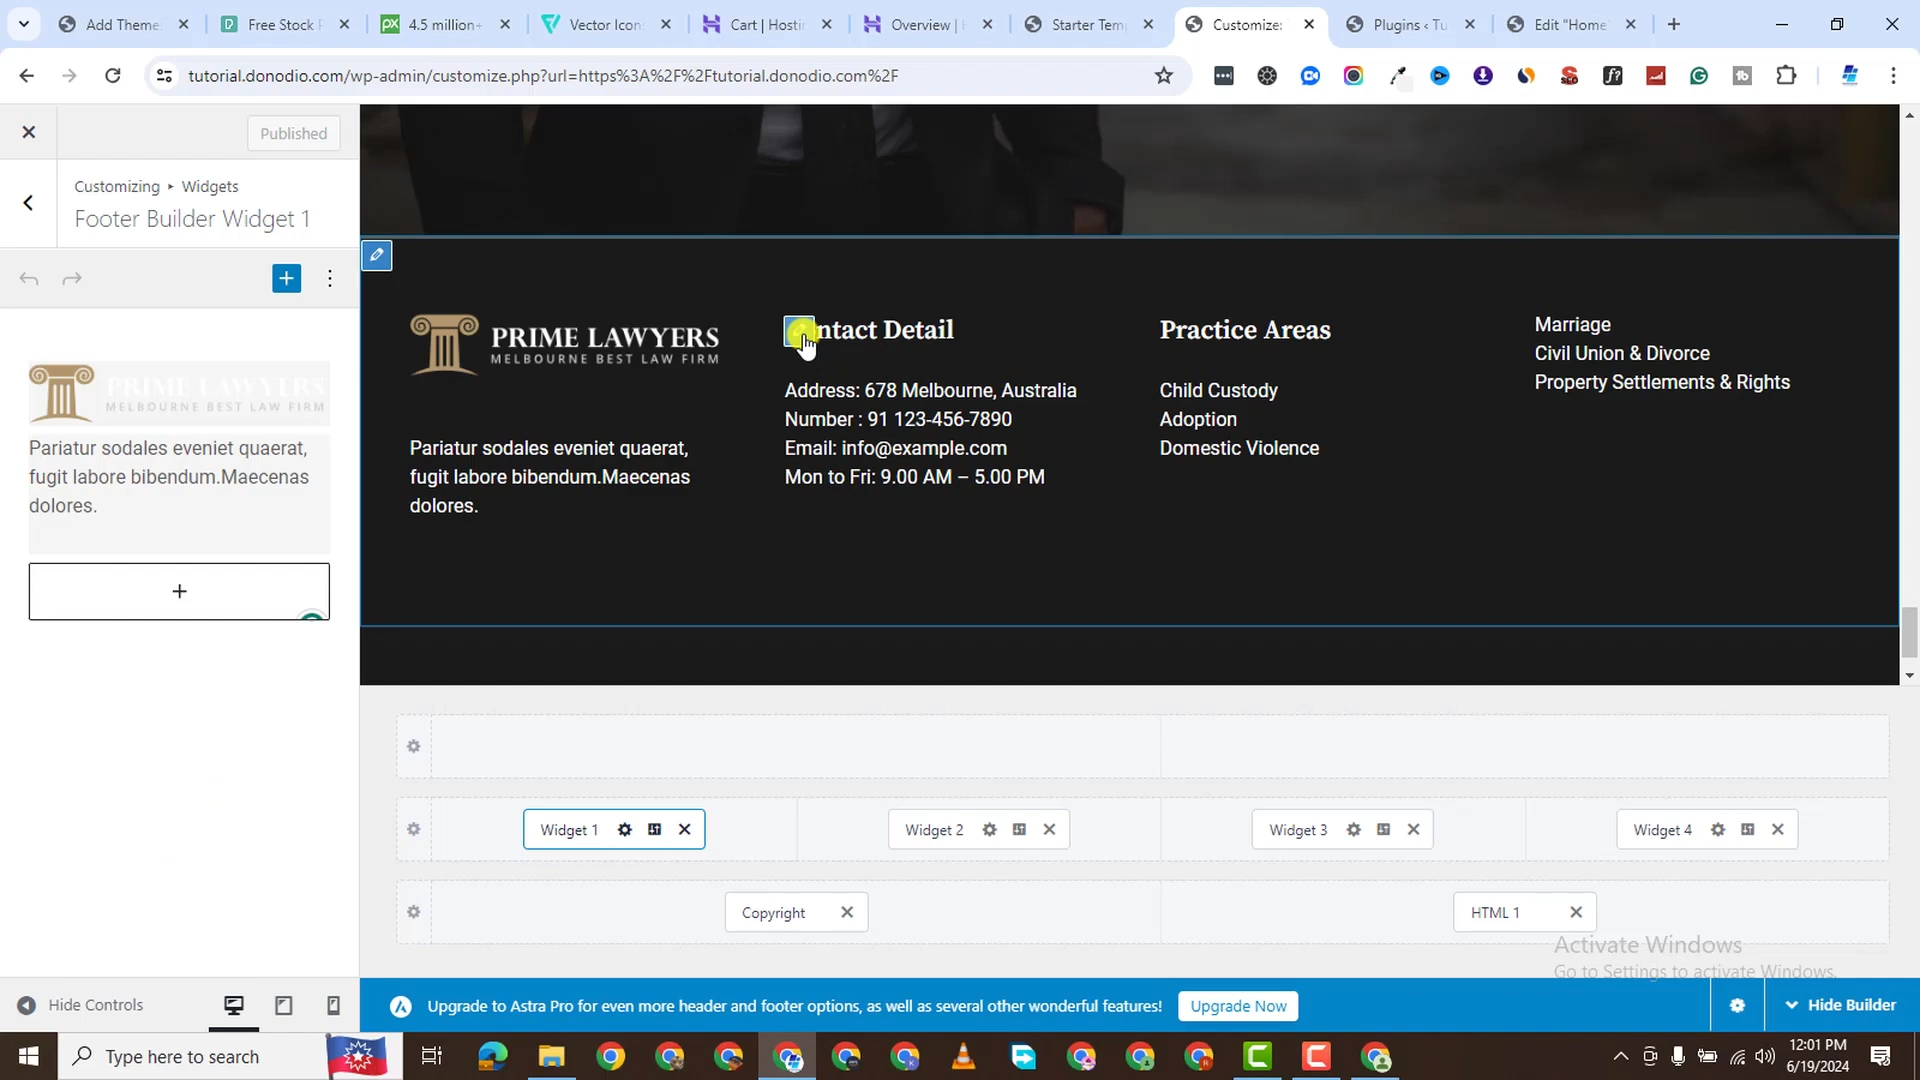 Add Theme
Free Stock P
4.5 million+
Vector Icons
Cart | Hostin
Overview | H
Starter Temp
Customize:
Plugins ‹ Tu
Edit "Home"
tutorial.donodio.com/wp-admin/customize.php?url=https%3A%2F%2Ftutorial.donodio.com%2F
Published
Customizing ▸ Widgets
Footer Builder Widget 1
PRIME LAWYERS
MELBOURNE BEST LAW FIRM
Pariatur sodales eveniet quaerat,
fugit labore bibendum.Maecenas
dolores.
PRIME LAWYERS
MELBOURNE BEST LAW FIRM
Pariatur sodales eveniet quaerat,
fugit labore bibendum.Maecenas
dolores.
ntact Detail
Address: 678 Melbourne, Australia
Number : 91 123-456-7890
Email: info@example.com
Mon to Fri: 9.00 AM – 5.00 PM
Practice Areas
Child Custody
Adoption
Domestic Violence
Marriage
Civil Union & Divorce
Property Settlements & Rights
Widget 1
Widget 2
Widget 3
Widget 4
Copyright
HTML 1
Activate Windows
Go to Settings to activate Windows.
Hide Controls
Upgrade to Astra Pro for even more header and footer options, as well as several other wonderful features!
Upgrade Now
Hide Builder
Type here to search
12:01 PM
6/19/2024